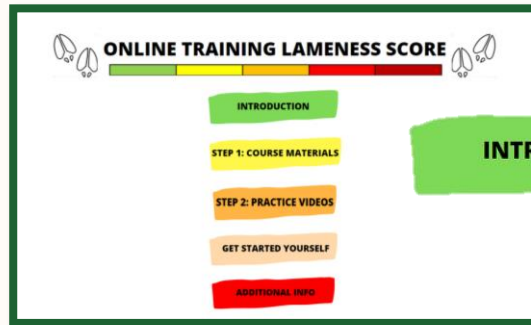 ONLINE TRAINING LAMENESS SCORE
INTRODUCTION
STEP 1: COURSE MATERIALS
STEP 2: PRACTICE VIDEOS
GET STARTED YOURSELF
ADDITIONAL INFO
INTR